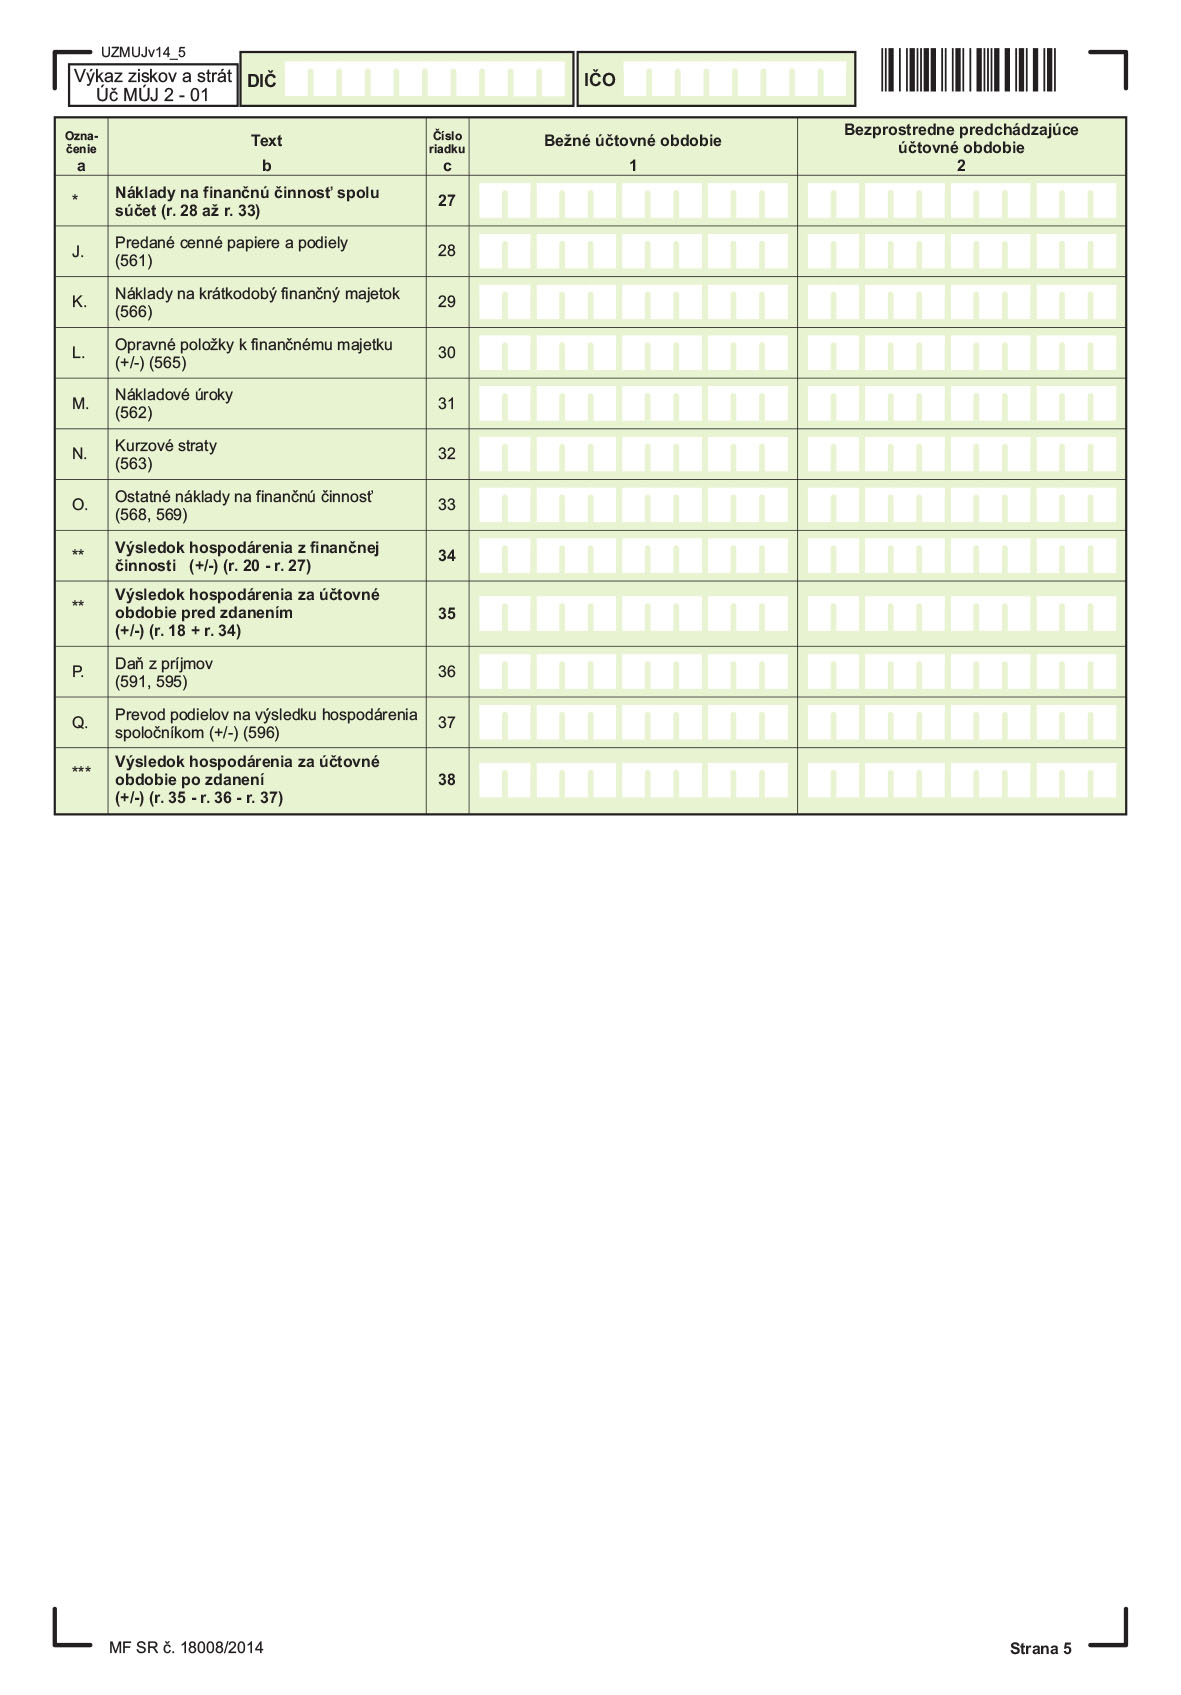 UZMUJv14_5
Výkaz ziskov a strát
Úč MÚJ 2 - 01
DIČ
IČO
Ozna-
čenie
a
Text
b
Číslo
riadku
c
Bežné účtovné obdobie
1
Bezprostredne predchádzajúce
účtovné obdobie
2
*
Náklady na finančnú činnosť spolu
súčet (r. 28 až r. 33)
27
J.
Predané cenné papiere a podiely
(561)
28
K.
Náklady na krátkodobý finančný majetok
(566)
29
L.
Opravné položky k finančnému majetku
(+/-) (565)
30
M.
Nákladové úroky
(562)
31
N.
Kurzové straty
(563)
32
O.
Ostatné náklady na finančnú činnosť
(568, 569)
33
**
Výsledok hospodárenia z finančnej
činnosti (+/-) (r. 20 - r. 27)
34
**
Výsledok hospodárenia za účtovné
obdobie pred zdanením
(+/-) (r. 18 + r. 34)
35
P.
Daň z príjmov
(591, 595)
36
Q.
Prevod podielov na výsledku hospodárenia
spoločníkom (+/-) (596)
37
***
Výsledok hospodárenia za účtovné
obdobie po zdanení
(+/-) (r. 35 - r. 36 - r. 37)
38
MF SR č. 18008/2014
Strana 5